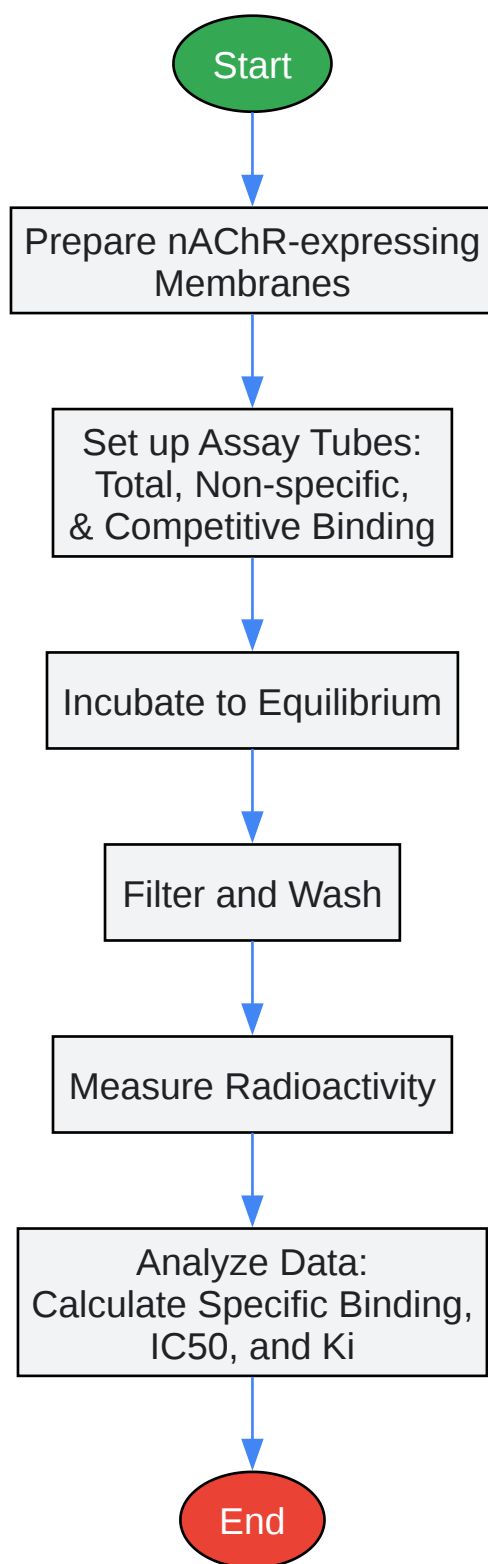 Start
Prepare nAChR-expressing
Membranes
Set up Assay Tubes:
Total, Non-specific,
& Competitive Binding
Incubate to Equilibrium
Filter and Wash
Measure Radioactivity
Analyze Data:
Calculate Specific Binding,
IC50, and Ki
End